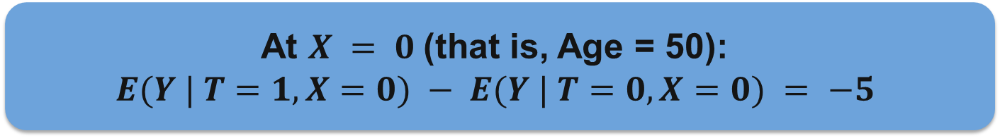 At X = 0 (that is, Age = 50):
E(Y | T = 1, X = 0) − E(Y | T = 0, X = 0) = −5